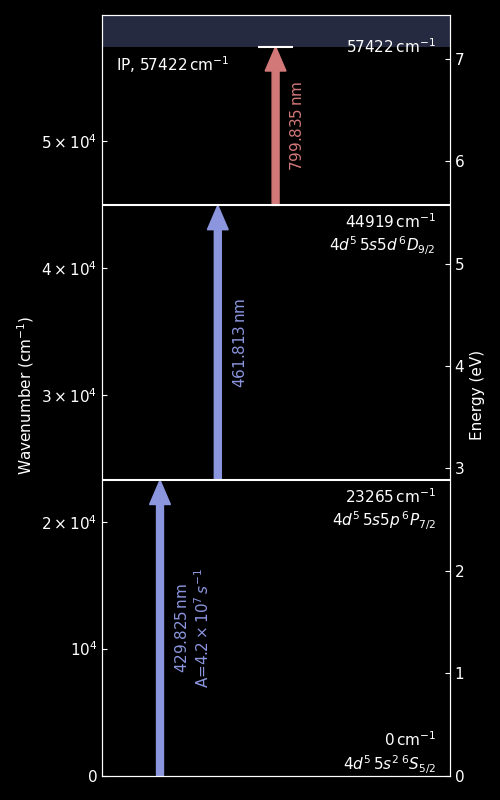 57422 cm⁻¹
IP, 57422 cm⁻¹
7
799.835 nm
5 × 10⁴
6
44919 cm⁻¹
4d⁵ 5s5d ⁶D₉/₂
5
4 × 10⁴
461.813 nm
4
Wavenumber (cm⁻¹)
Energy (eV)
3 × 10⁴
3
23265 cm⁻¹
4d⁵ 5s5p ⁶P₇/₂
2 × 10⁴
2
429.825 nm
A=4.2 × 10⁷ s⁻¹
10⁴
1
0 cm⁻¹
4d⁵ 5s² ⁶S₅/₂
0
0